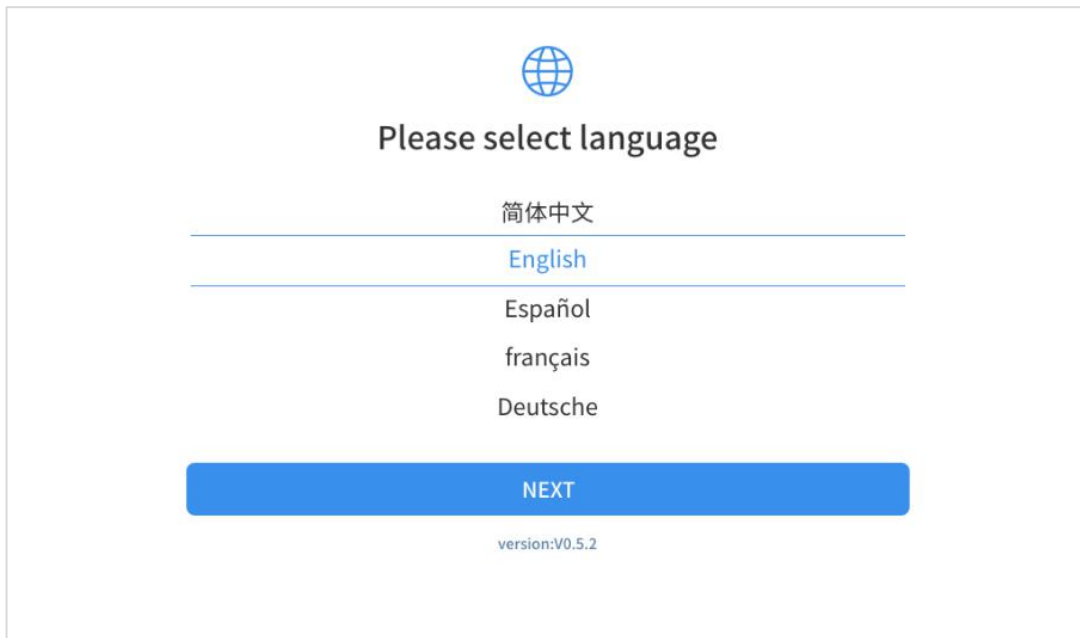 Please select language
简体中文
English
Español
français
Deutsche
NEXT
version:V0.5.2